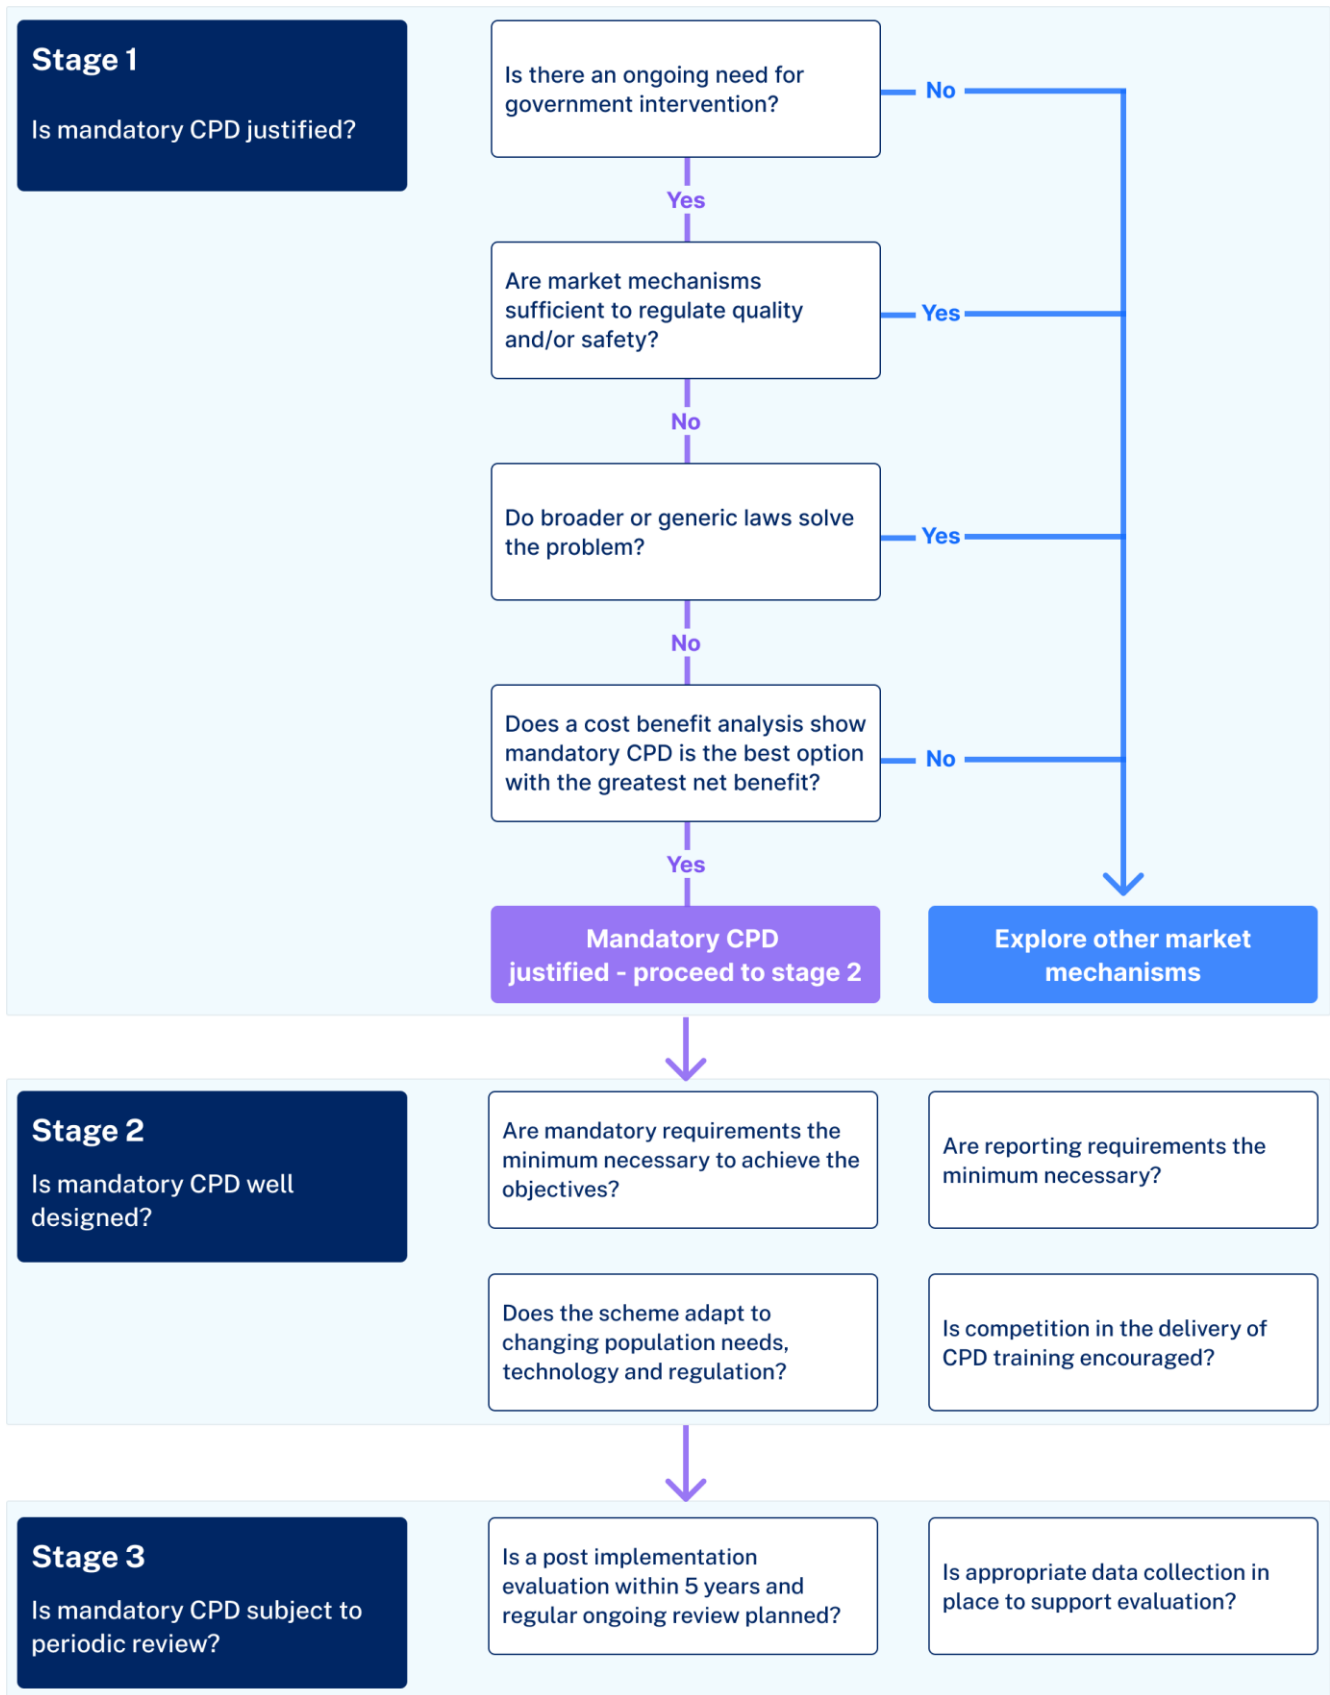 Stage 1
Is mandatory CPD justified?
Is there an ongoing need for
government intervention?
No
Yes
Are market mechanisms
sufficient to regulate quality
and/or safety?
Yes
No
Do broader or generic laws solve
the problem?
Yes
No
Does a cost benefit analysis show
mandatory CPD is the best option
with the greatest net benefit?
No
Yes
Mandatory CPD
justified - proceed to stage 2
Explore other market
mechanisms
Stage 2
Is mandatory CPD well
designed?
Are mandatory requirements the
minimum necessary to achieve the
objectives?
Are reporting requirements the
minimum necessary?
Does the scheme adapt to
changing population needs,
technology and regulation?
Is competition in the delivery of
CPD training encouraged?
Stage 3
Is mandatory CPD subject to
periodic review?
Is a post implementation
evaluation within 5 years and
regular ongoing review planned?
Is appropriate data collection in
place to support evaluation?